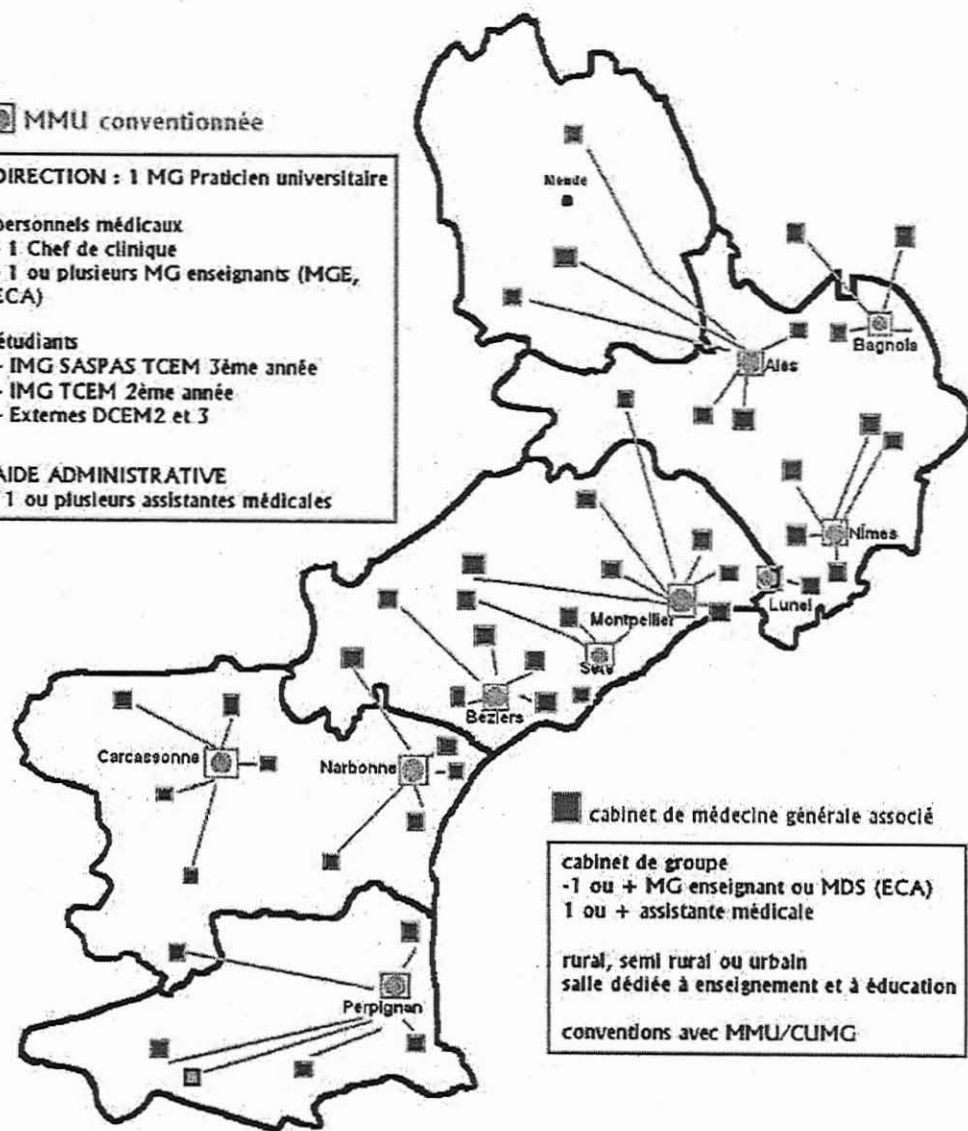 MMU conventionnée
DIRECTION : 1 MG Praticien universitaire
personnels médicaux
- 1 Chef de clinique
- 1 ou plusieurs MG enseignants (MGE,
ECA)
étudiants
- IMG SASPAS TCEM 3ème année
- IMG TCEM 2ème année
- Externes DCEM2 et 3
AIDE ADMINISTRATIVE
1 ou plusieurs assistantes médicales
Mende
Bagnols
Ales
Nîmes
Lunel
Montpellier
Sète
Béziers
Carcassonne
Narbonne
Perpignan
cabinet de médecine générale associé
cabinet de groupe
-1 ou + MG enseignant ou MDS (ECA)
1 ou + assistante médicale
rural, semi rural ou urbain
salle dédiée à enseignement et à éducation
conventions avec MMU/CUMG